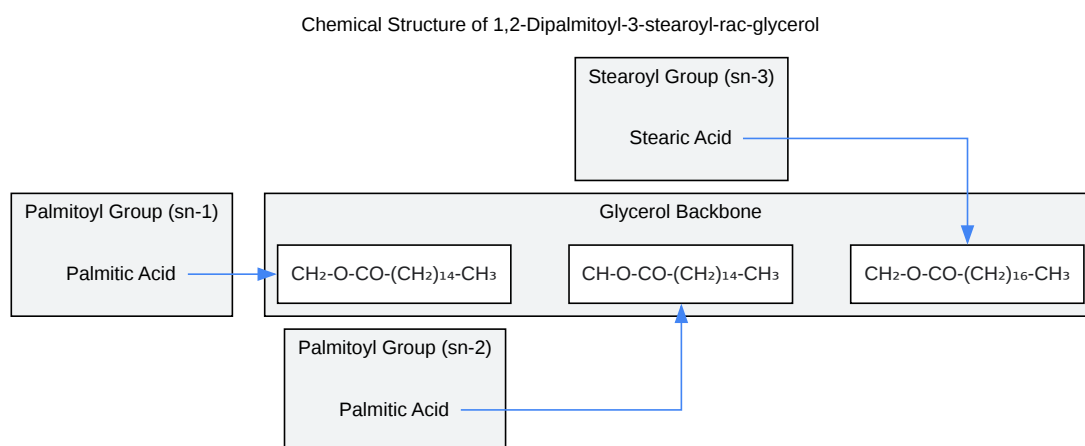 Chemical Structure of 1,2-Dipalmitoyl-3-stearoyl-rac-glycerol
Stearoyl Group (sn-3)
Stearic Acid
Palmitoyl Group (sn-1)
Palmitic Acid
Glycerol Backbone
CH₂-O-CO-(CH₂)₁₄-CH₃
CH-O-CO-(CH₂)₁₄-CH₃
CH₂-O-CO-(CH₂)₁₆-CH₃
Palmitoyl Group (sn-2)
Palmitic Acid